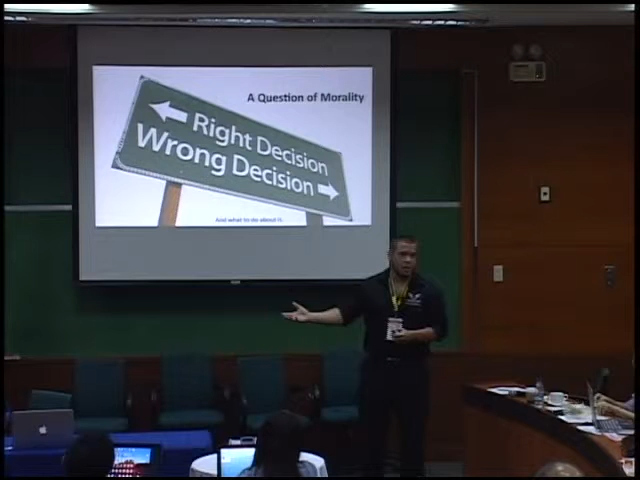 A Question of Morality
Right Decision
Wrong Decision
And what to do about it.